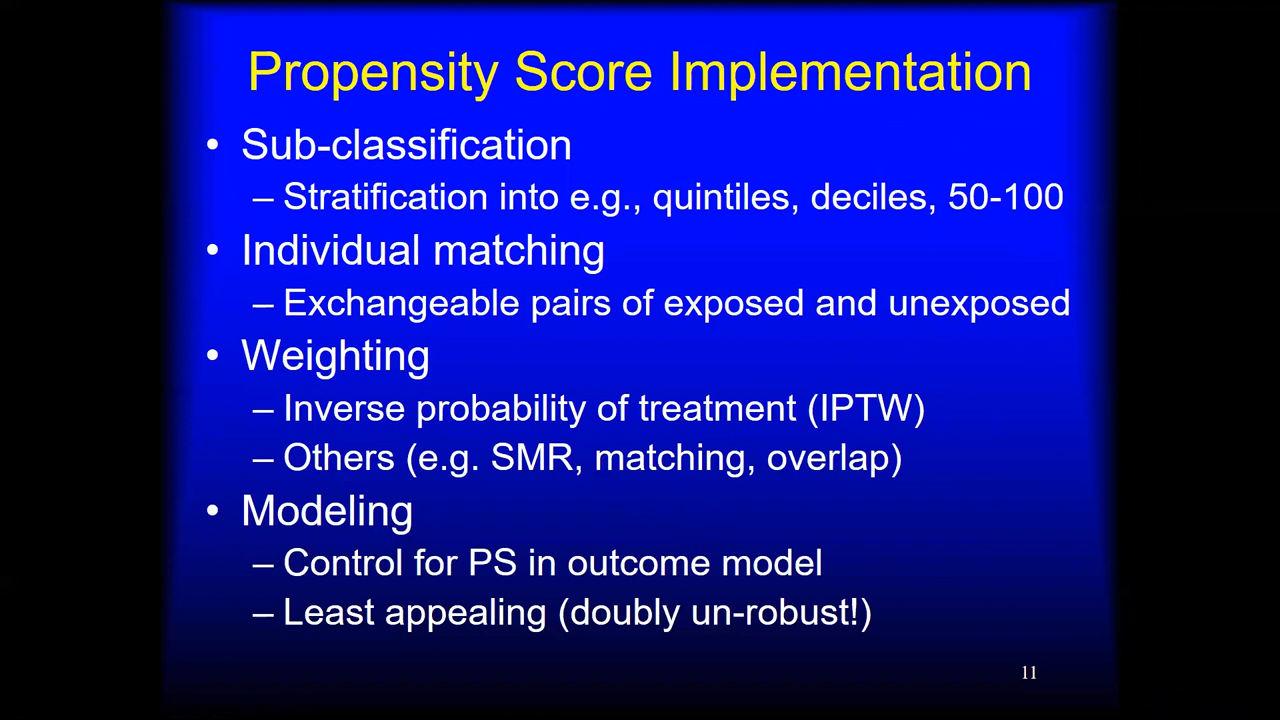 Propensity Score Implementation
• Sub-classification
– Stratification into e.g., quintiles, deciles, 50-100
• Individual matching
– Exchangeable pairs of exposed and unexposed
• Weighting
– Inverse probability of treatment (IPTW)
– Others (e.g. SMR, matching, overlap)
• Modeling
– Control for PS in outcome model
– Least appealing (doubly un-robust!)
11